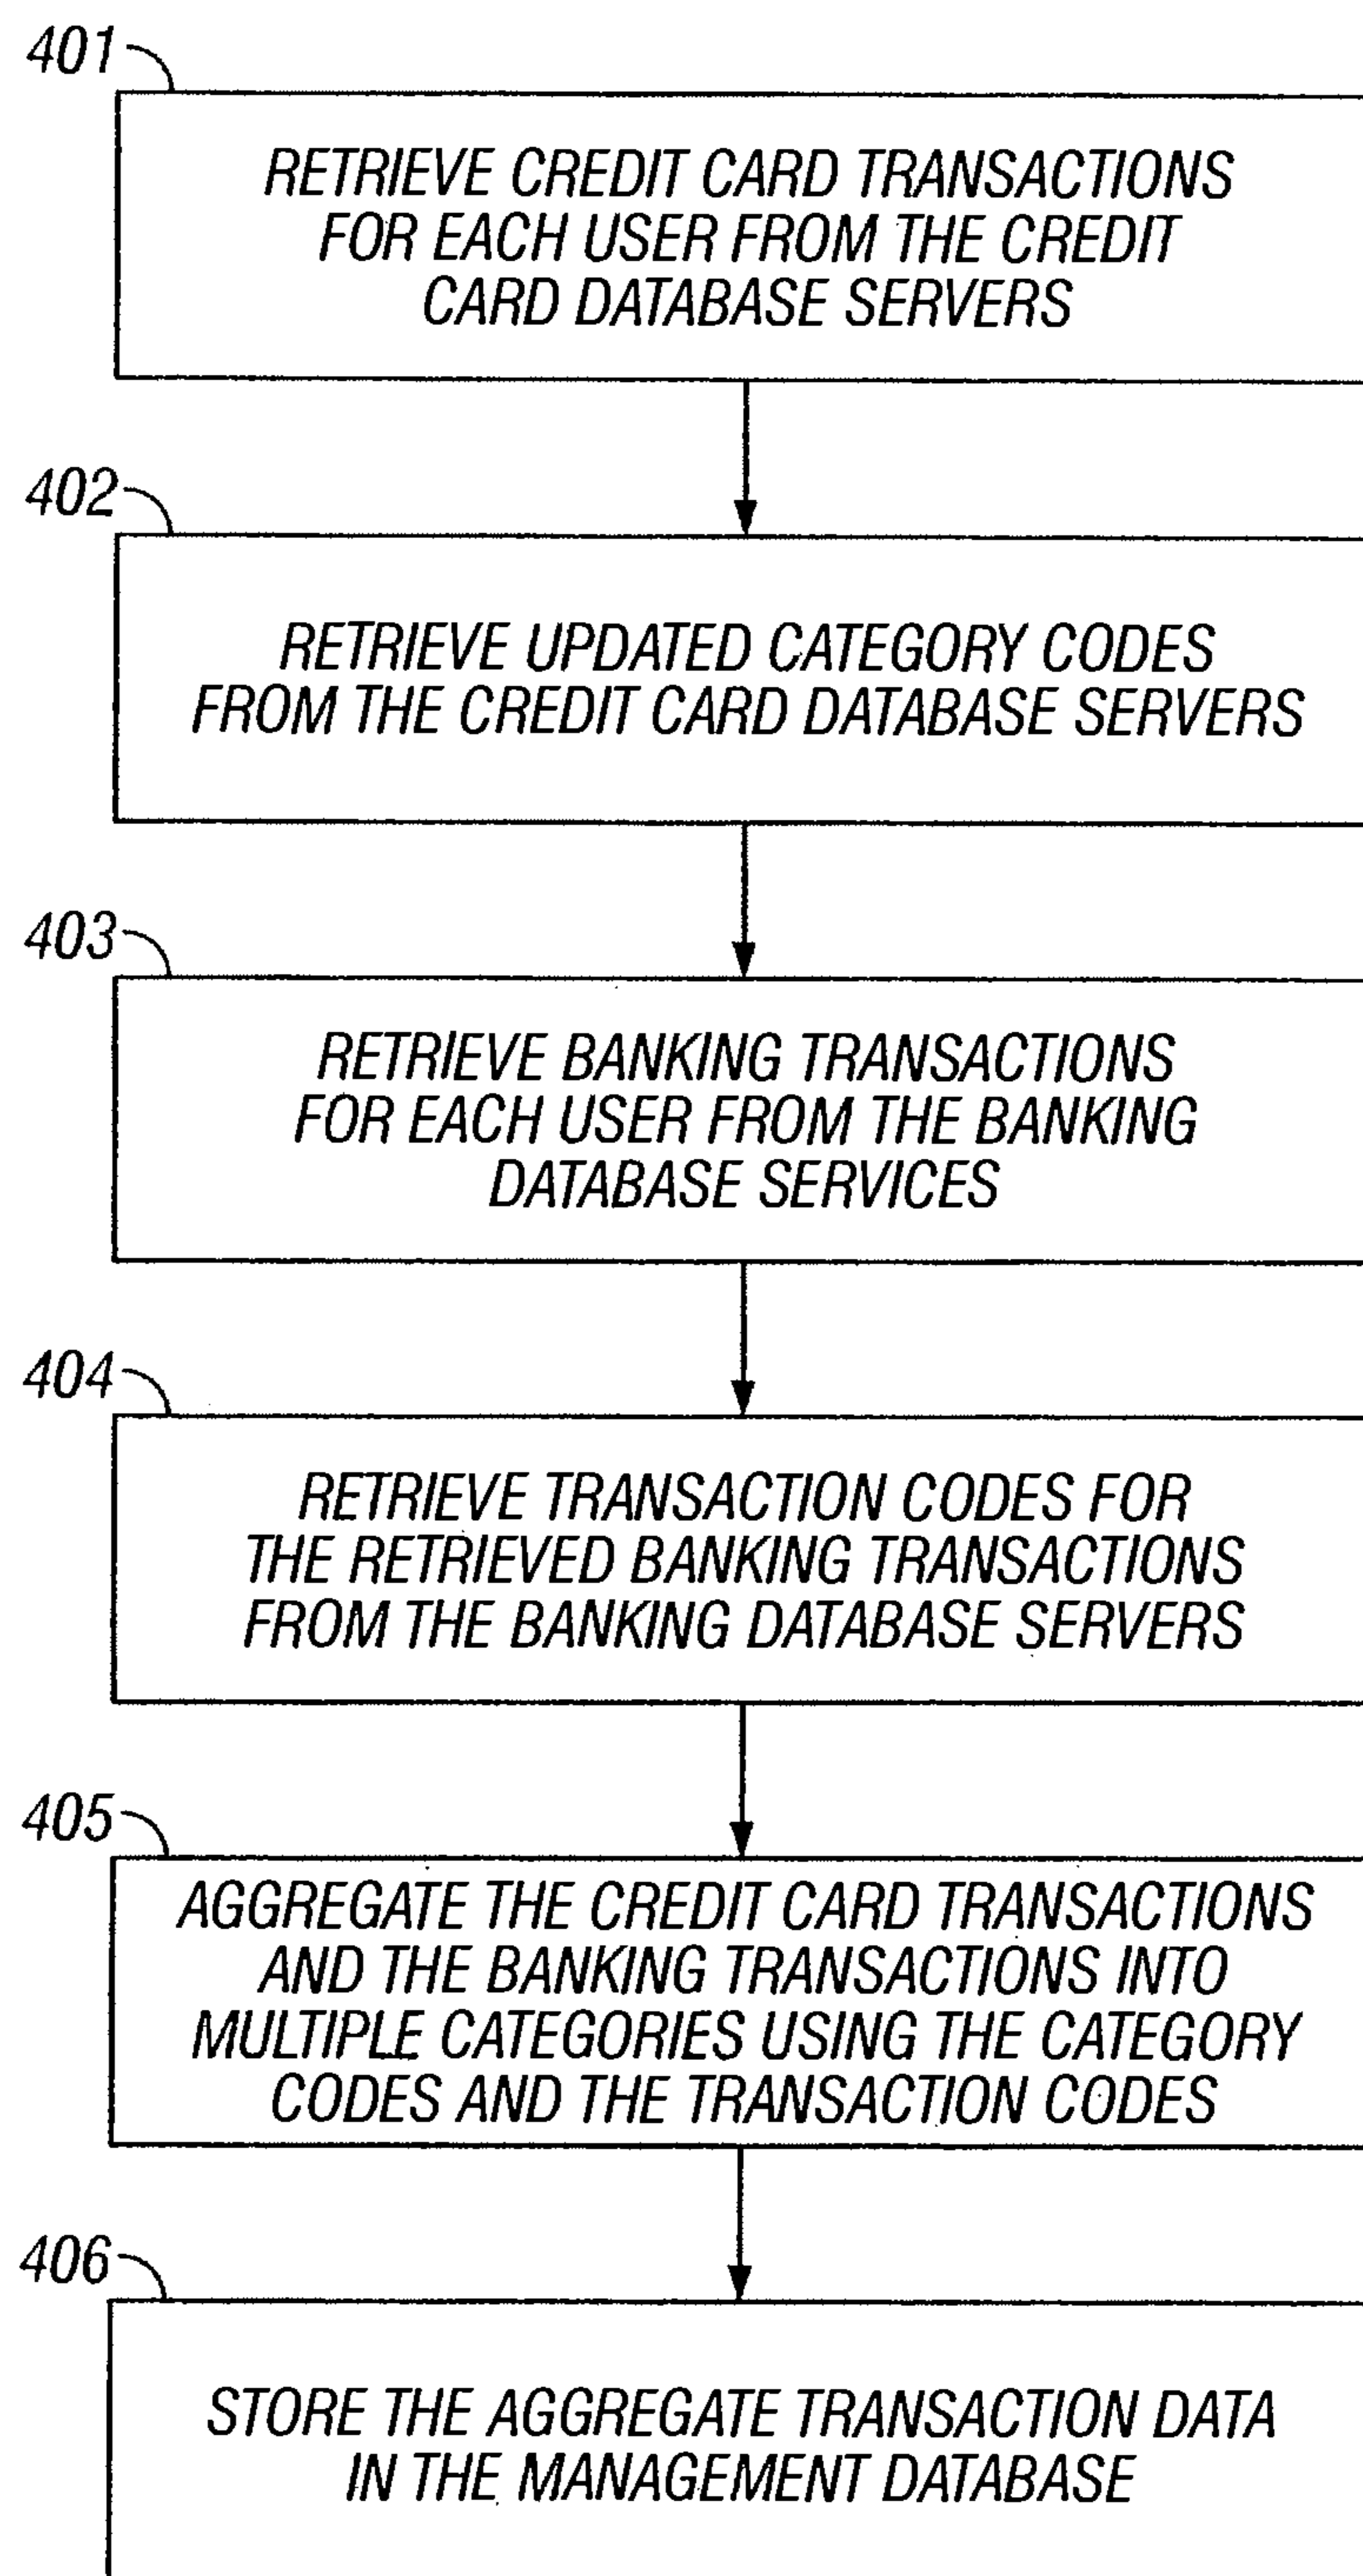 401
RETRIEVE CREDIT CARD TRANSACTIONS
FOR EACH USER FROM THE CREDIT
CARD DATABASE SERVERS
402
RETRIEVE UPDATED CATEGORY CODES
FROM THE CREDIT CARD DATABASE SERVERS
403
RETRIEVE BANKING TRANSACTIONS
FOR EACH USER FROM THE BANKING
DATABASE SERVICES
404
RETRIEVE TRANSACTION CODES FOR
THE RETRIEVED BANKING TRANSACTIONS
FROM THE BANKING DATABASE SERVERS
405
AGGREGATE THE CREDIT CARD TRANSACTIONS
AND THE BANKING TRANSACTIONS INTO
MULTIPLE CATEGORIES USING THE CATEGORY
CODES AND THE TRANSACTION CODES
406
STORE THE AGGREGATE TRANSACTION DATA
IN THE MANAGEMENT DATABASE